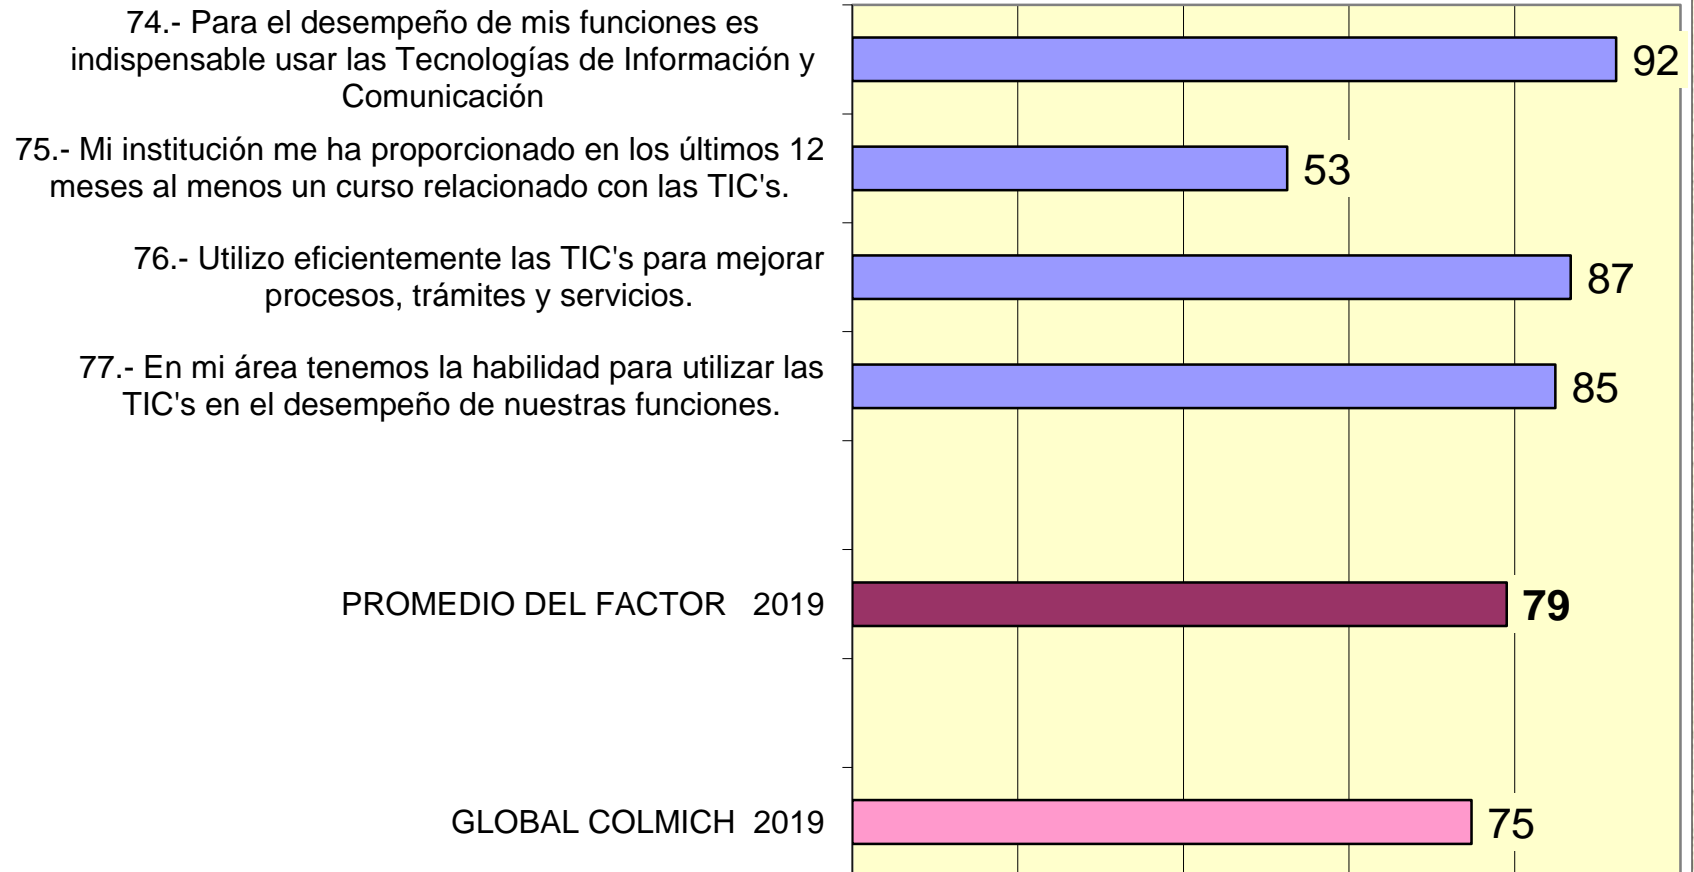 74.- Para el desempeño de mis funciones es
indispensable usar las Tecnologías de Información y
Comunicación
92
75.- Mi institución me ha proporcionado en los últimos 12
meses al menos un curso relacionado con las TIC's.
53
76.- Utilizo eficientemente las TIC's para mejorar
procesos, trámites y servicios.
87
77.- En mi área tenemos la habilidad para utilizar las
TIC's en el desempeño de nuestras funciones.
85
PROMEDIO DEL FACTOR 2019
79
GLOBAL COLMICH 2019
75